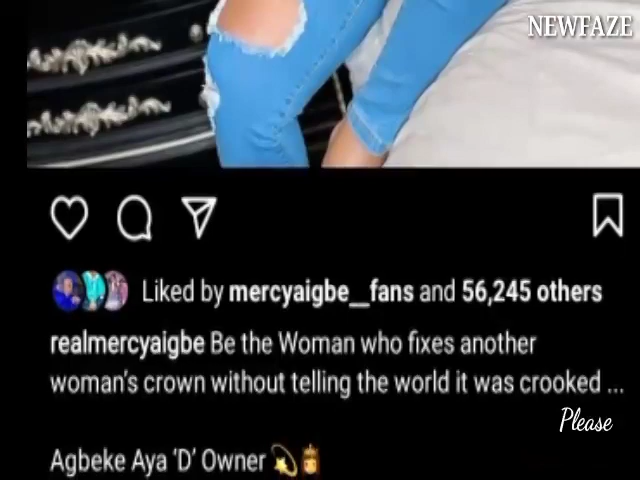 NEWFAZE
Liked by mercyaigbe__fans and 56,245 others
realmercyaigbe Be the Woman who fixes another
woman's crown without telling the world it was crooked ...
Please
Agbeke Aya ‘D’ Owner 💫👸